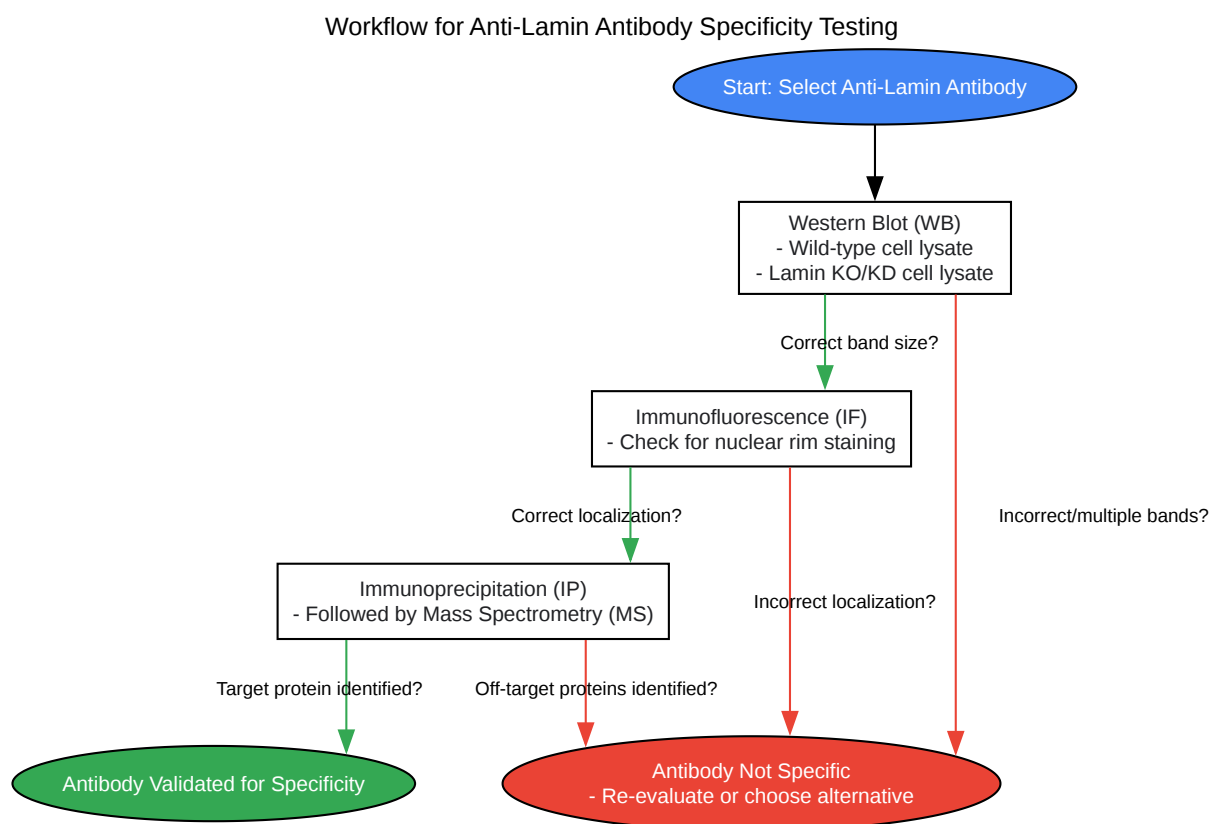 Workflow for Anti-Lamin Antibody Specificity Testing
Start: Select Anti-Lamin Antibody
Western Blot (WB)
- Wild-type cell lysate
- Lamin KO/KD cell lysate
Correct band size?
Immunofluorescence (IF)
- Check for nuclear rim staining
Correct localization?
Incorrect/multiple bands?
Immunoprecipitation (IP)
- Followed by Mass Spectrometry (MS)
Incorrect localization?
Target protein identified?
Off-target proteins identified?
Antibody Validated for Specificity
Antibody Not Specific
- Re-evaluate or choose alternative